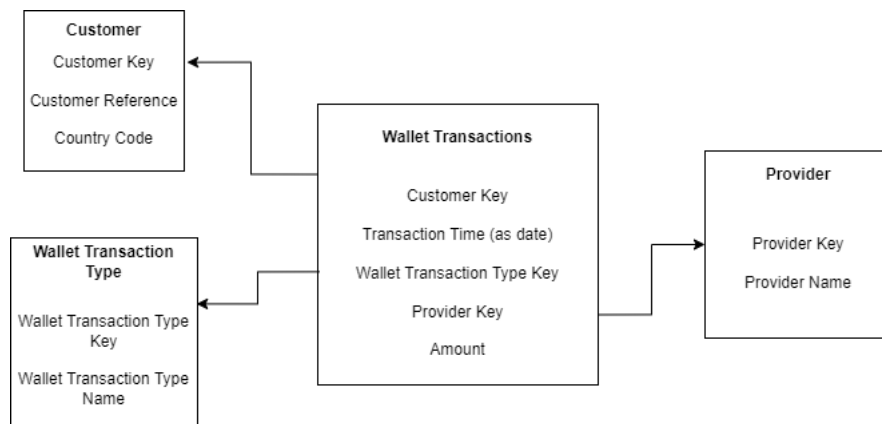 Customer
Customer Key
Customer Reference
Country Code
Wallet Transaction
Type
Wallet Transaction Type
Key
Wallet Transaction Type
Name
Wallet Transactions
Customer Key
Transaction Time (as date)
Wallet Transaction Type Key
Provider Key
Amount
Provider
Provider Key
Provider Name